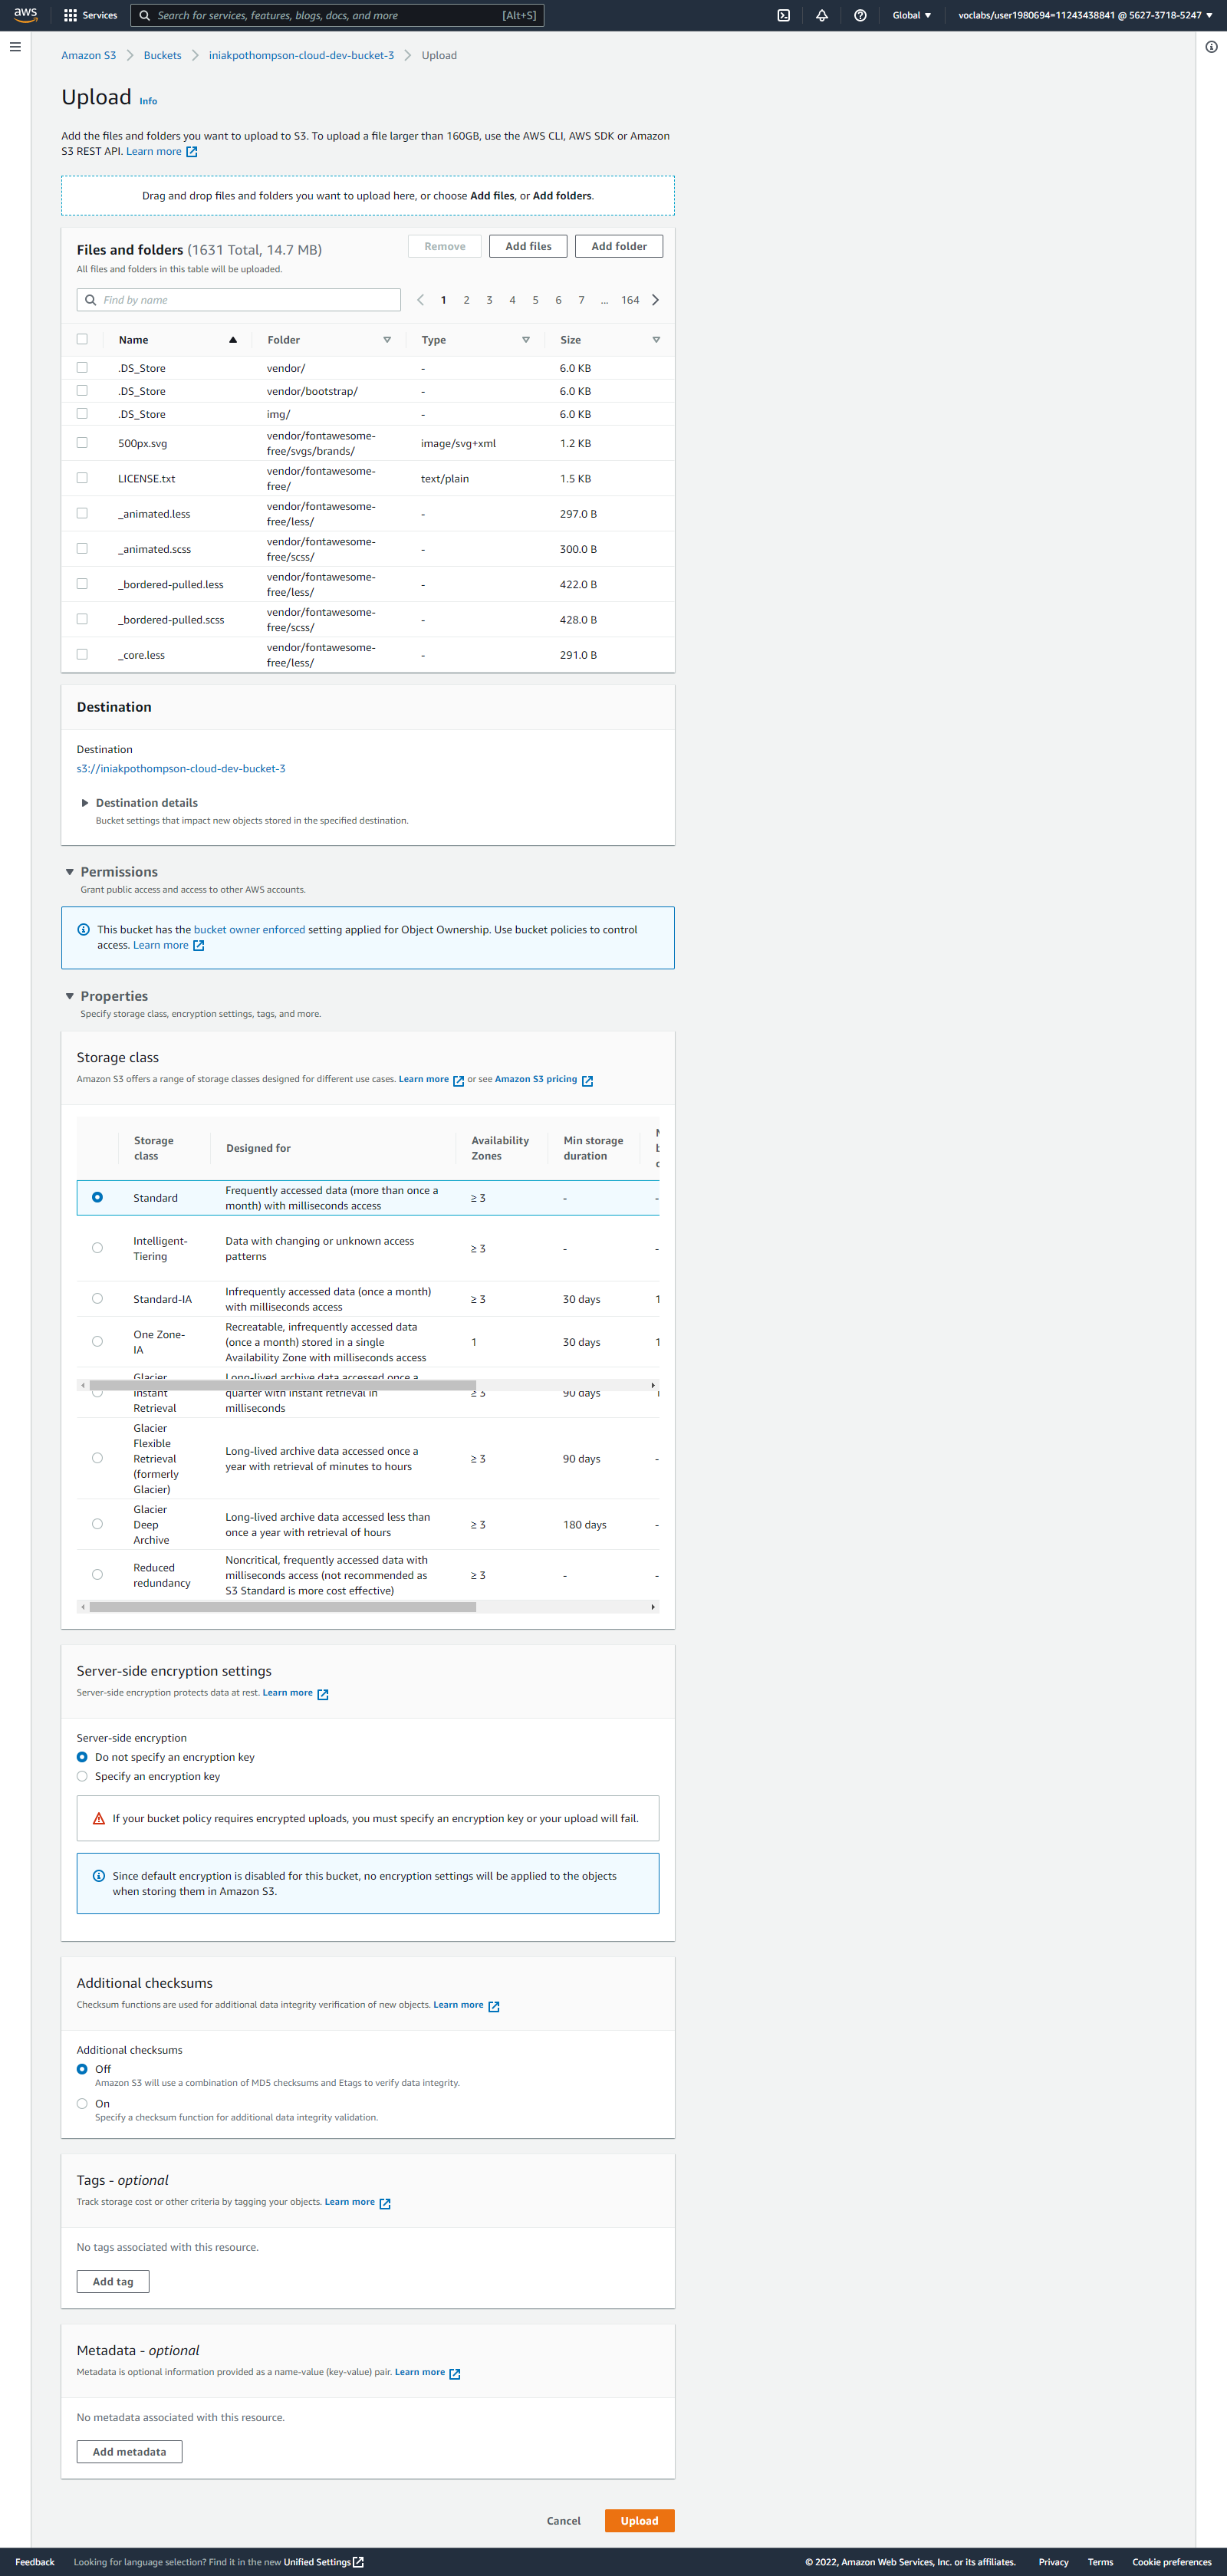 aws
Services
Search for services, features, blogs, docs, and more
[Alt+S]
Global
voclabs/user1980694=11243438841 @ 5627-3718-5247
Amazon S3
Buckets
iniakpothompson-cloud-dev-bucket-3
Upload
Upload Info
Add the files and folders you want to upload to S3. To upload a file larger than 160GB, use the AWS CLI, AWS SDK or Amazon
S3 REST API. Learn more
Drag and drop files and folders you want to upload here, or choose Add files, or Add folders.
Files and folders (1631 Total, 14.7 MB)
Remove
Add files
Add folder
All files and folders in this table will be uploaded.
Find by name
1 2 3 4 5 6 7 ... 164
Name Folder Type Size
.DS_Store vendor/ - 6.0 KB
.DS_Store vendor/bootstrap/ - 6.0 KB
.DS_Store img/ - 6.0 KB
500px.svg vendor/fontawesome- image/svg+xml 1.2 KB
free/svgs/brands/
LICENSE.txt vendor/fontawesome- text/plain 1.5 KB
free/
_animated.less vendor/fontawesome- - 297.0 B
free/less/
_animated.scss vendor/fontawesome- - 300.0 B
free/scss/
_bordered-pulled.less vendor/fontawesome- - 422.0 B
free/less/
_bordered-pulled.scss vendor/fontawesome- - 428.0 B
free/scss/
_core.less vendor/fontawesome- - 291.0 B
free/less/
Destination
Destination
s3://iniakpothompson-cloud-dev-bucket-3
Destination details
Bucket settings that impact new objects stored in the specified destination.
Permissions
Grant public access and access to other AWS accounts.
This bucket has the bucket owner enforced setting applied for Object Ownership. Use bucket policies to control
access. Learn more
Properties
Specify storage class, encryption settings, tags, and more.
Storage class
Amazon S3 offers a range of storage classes designed for different use cases. Learn more or see Amazon S3 pricing
Storage Designed for Availability Min storage
class Zones duration
Standard Frequently accessed data (more than once a ≥ 3 - -
month) with milliseconds access
Intelligent- Data with changing or unknown access ≥ 3 - -
Tiering patterns
Standard-IA Infrequently accessed data (once a month) ≥ 3 30 days 1
with milliseconds access
One Zone- Recreatable, infrequently accessed data 1 30 days 1
IA (once a month) stored in a single
Availability Zone with milliseconds access
Glacier Long-lived archive data accessed once a
Instant quarter with instant retrieval in ≥ 3 90 days
Retrieval milliseconds
Glacier
Flexible Long-lived archive data accessed once a
Retrieval year with retrieval of minutes to hours ≥ 3 90 days -
(formerly
Glacier)
Glacier Long-lived archive data accessed less than
Deep once a year with retrieval of hours ≥ 3 180 days -
Archive
Reduced Noncritical, frequently accessed data with
redundancy milliseconds access (not recommended as ≥ 3 - -
S3 Standard is more cost effective)
Server-side encryption settings
Server-side encryption protects data at rest. Learn more
Server-side encryption
Do not specify an encryption key
Specify an encryption key
If your bucket policy requires encrypted uploads, you must specify an encryption key or your upload will fail.
Since default encryption is disabled for this bucket, no encryption settings will be applied to the objects
when storing them in Amazon S3.
Additional checksums
Checksum functions are used for additional data integrity verification of new objects. Learn more
Additional checksums
Off
Amazon S3 will use a combination of MD5 checksums and Etags to verify data integrity.
On
Specify a checksum function for additional data integrity validation.
Tags - optional
Track storage cost or other criteria by tagging your objects. Learn more
No tags associated with this resource.
Add tag
Metadata - optional
Metadata is optional information provided as a name-value (key-value) pair. Learn more
No metadata associated with this resource.
Add metadata
Cancel
Upload
Feedback
Looking for language selection? Find it in the new Unified Settings
© 2022, Amazon Web Services, Inc. or its affiliates.
Privacy
Terms
Cookie preferences